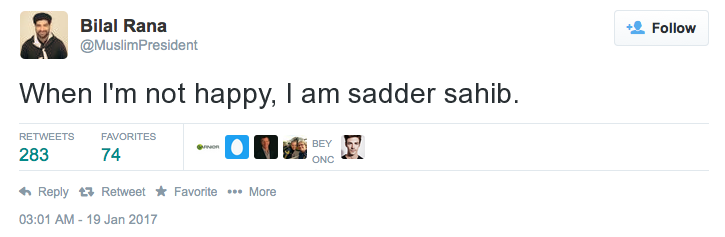 Bilal Rana
@MuslimPresident
Follow
When I'm not happy, I am sadder sahib.
RETWEETS FAVORITES
283 74
GARNIER
BEY
ONC
Reply Retweet Favorite More
03:01 AM - 19 Jan 2017